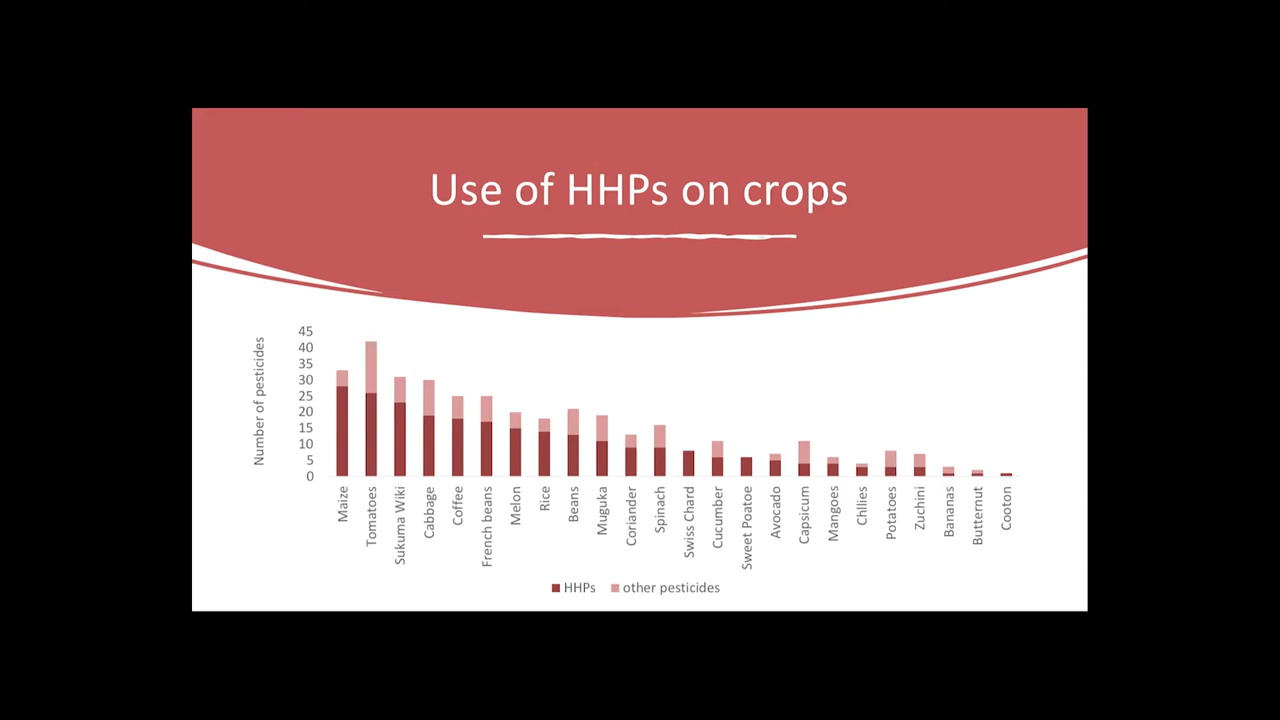 Use of HHPs on crops
Number of pesticides
45
40
35
30
25
20
15
10
5
0
Maize
Tomatoes
Sukuma Wiki
Cabbage
Coffee
French beans
Melon
Rice
Beans
Muguka
Coriander
Spinach
Swiss Chard
Cucumber
Sweet Poatoe
Avocado
Capsicum
Mangoes
Chllies
Potatoes
Zuchini
Bananas
Butternut
Cooton
HHPs other pesticides